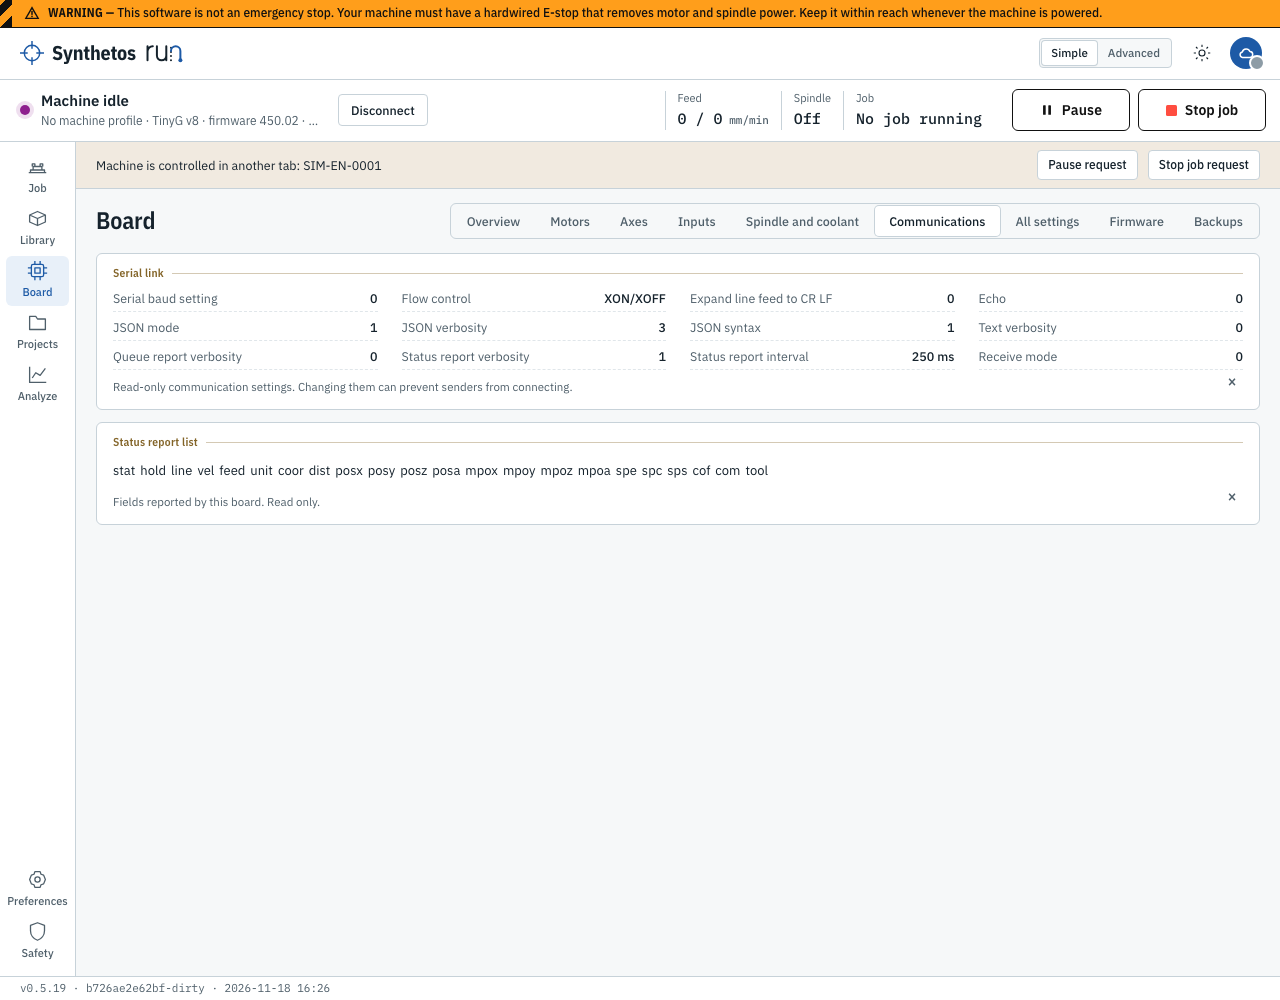 WARNING — This software is not an emergency stop. Your machine must have a hardwired E-stop that removes motor and spindle power. Keep it within reach whenever the machine is powered.
Synthetos run
Simple Advanced
Machine idle
No machine profile · TinyG v8 · firmware 450.02 · ...
Disconnect
Feed
0 / 0 mm/min
Spindle
Off
Job
No job running
Pause
Stop job
Job
Library
Board
Projects
Analyze
Preferences
Safety
Machine is controlled in another tab: SIM-EN-0001
Pause request
Stop job request
Board
Overview Motors Axes Inputs Spindle and coolant Communications All settings Firmware Backups
Serial link
Serial baud setting 0 Flow control XON/XOFF Expand line feed to CR LF 0 Echo 0
JSON mode 1 JSON verbosity 3 JSON syntax 1 Text verbosity 0
Queue report verbosity 0 Status report verbosity 1 Status report interval 250 ms Receive mode 0
Read-only communication settings. Changing them can prevent senders from connecting.
Status report list
stat hold line vel feed unit coor dist posx posy posz posa mpox mpoy mpoz mpoa spe spc sps cof com tool
Fields reported by this board. Read only.
v0.5.19 · b726ae2e62bf-dirty · 2026-11-18 16:26